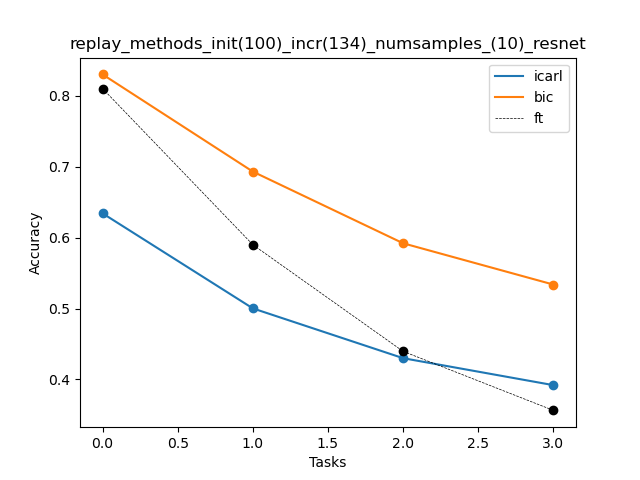 replay_methods_init(100)_incr(134)_numsamples_(10)_resnet
icarl
bic
ft
0.8
0.7
0.6
0.5
0.4
Accuracy
0.0 0.5 1.0 1.5 2.0 2.5 3.0
Tasks